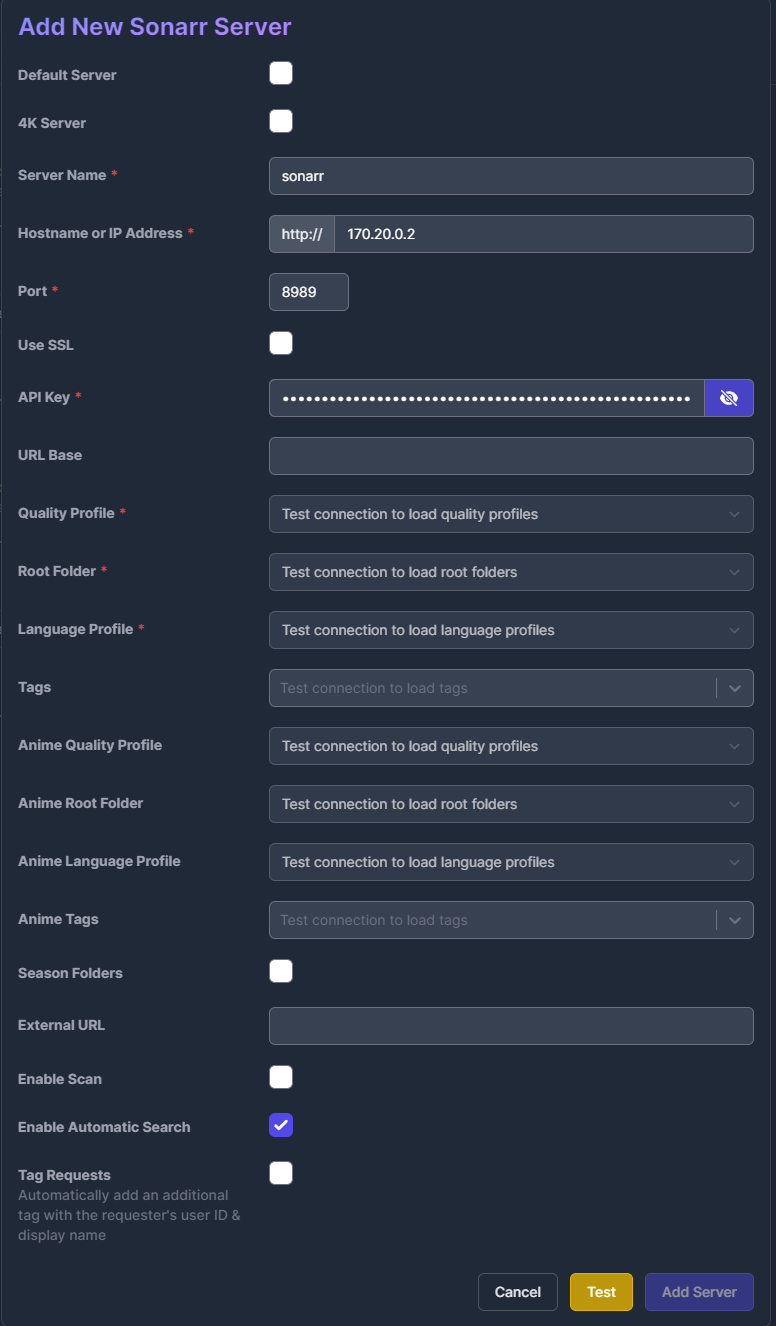 Add New Sonarr Server
Default Server
4K Server
Server Name *
sonarr
Hostname or IP Address *
http://
170.20.0.2
Port *
8989
Use SSL
API Key *
URL Base
Quality Profile *
Test connection to load quality profiles
Root Folder *
Test connection to load root folders
Language Profile *
Test connection to load language profiles
Tags
Test connection to load tags
Anime Quality Profile
Test connection to load quality profiles
Anime Root Folder
Test connection to load root folders
Anime Language Profile
Test connection to load language profiles
Anime Tags
Test connection to load tags
Season Folders
External URL
Enable Scan
Enable Automatic Search
Tag Requests
Automatically add an additional
tag with the requester's user ID &
display name
Cancel
Test
Add Server